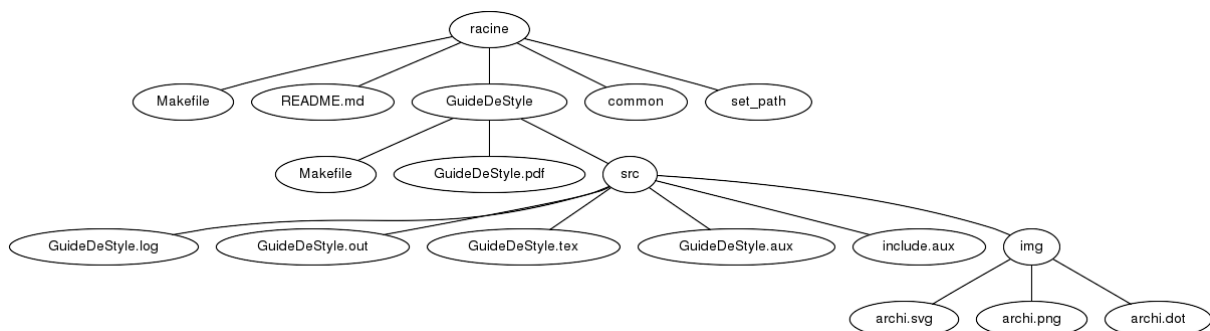 racine
Makefile README.md GuideDeStyle common set_path
Makefile GuideDeStyle.pdf src
GuideDeStyle.log GuideDeStyle.out GuideDeStyle.tex GuideDeStyle.aux include.aux img
archi.svg archi.png archi.dot